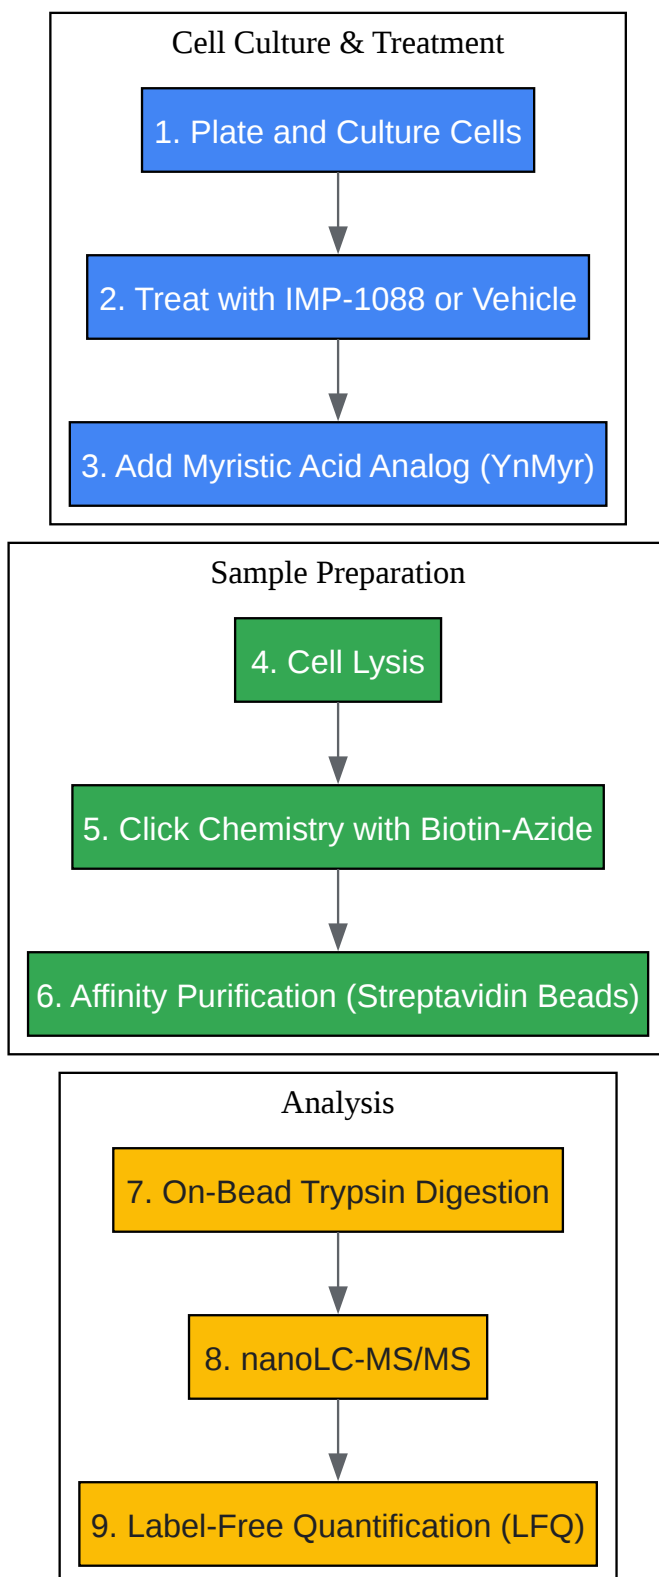 Cell Culture & Treatment
1. Plate and Culture Cells
2. Treat with IMP-1088 or Vehicle
3. Add Myristic Acid Analog (YnMyr)
Sample Preparation
4. Cell Lysis
5. Click Chemistry with Biotin-Azide
6. Affinity Purification (Streptavidin Beads)
Analysis
7. On-Bead Trypsin Digestion
8. nanoLC-MS/MS
9. Label-Free Quantification (LFQ)